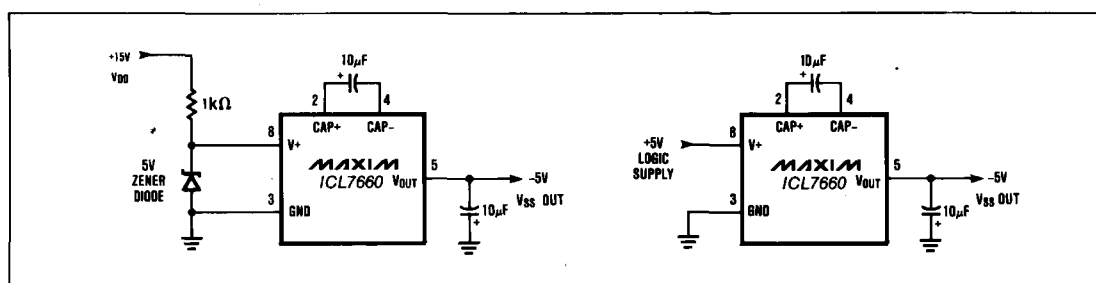 +15V
VDD
1kΩ
5V
ZENER
DIODE
10μF
+
2
4
CAP+
CAP-
8
V+
MAXIM
ICL7660
5
VOUT
3
GND
-5V
VSS OUT
10μF
+
10μF
+
2
4
CAP+
CAP-
+5V
LOGIC
SUPPLY
8
V+
MAXIM
ICL7660
5
VOUT
3
GND
-5V
VSS OUT
10μF
+